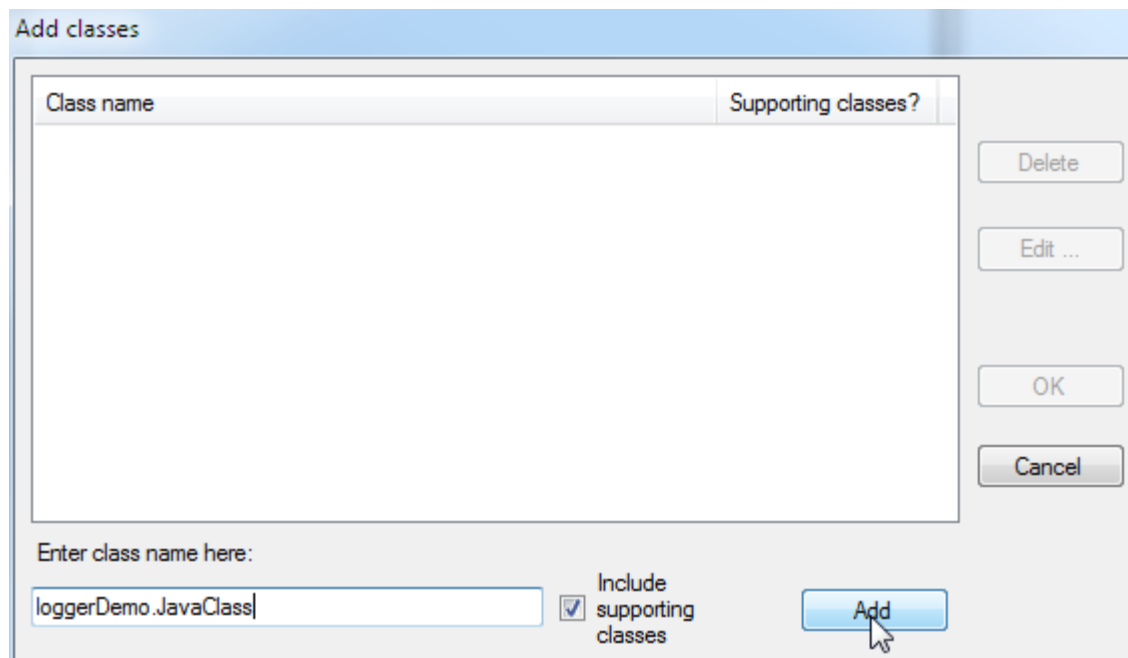 Add classes
Class name Supporting classes?
Delete
Edit ...
OK
Cancel
Enter class name here:
loggerDemo.JavaClass
Include
supporting
classes
Add